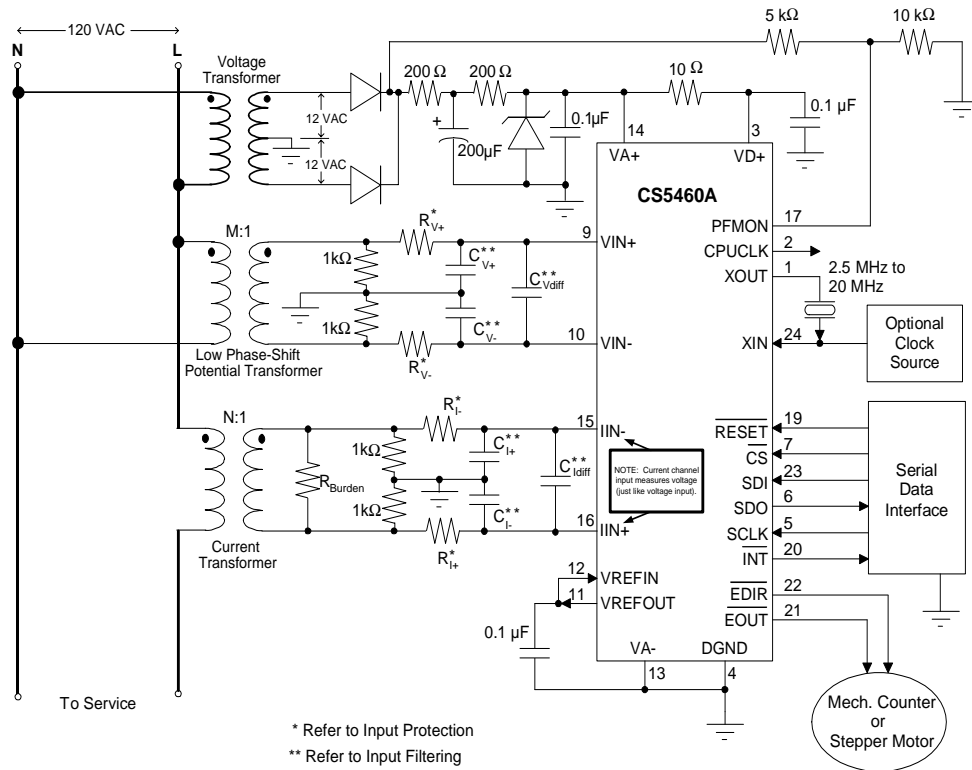 120 VAC
N
L
Voltage
Transformer
12 VAC
12 VAC
200 Ω
200 Ω
+
200µF
0.1µF
10 Ω
5 kΩ
10 kΩ
0.1 µF
14
3
VA+
VD+
CS5460A
PFMON
17
CPUCLK
2
XOUT
1
2.5 MHz to
20 MHz
XIN
24
Optional
Clock
Source
M:1
1kΩ
1kΩ
R*V+
R*V-
C**V+
C**V-
C**Vdiff
9
VIN+
10
VIN-
Low Phase-Shift
Potential Transformer
N:1
RBurden
1kΩ
1kΩ
R*I-
R*I+
C**I+
C**I-
C**Idiff
15
IIN-
16
IIN+
NOTE: Current channel
input measures voltage
(just like voltage input).
Current
Transformer
RESET
19
CS
7
SDI
23
SDO
6
SCLK
5
INT
20
Serial
Data
Interface
EDIR
22
EOUT
21
12
VREFIN
11
VREFOUT
0.1 µF
VA-
DGND
13
4
Mech. Counter
or
Stepper Motor
To Service
* Refer to Input Protection
** Refer to Input Filtering